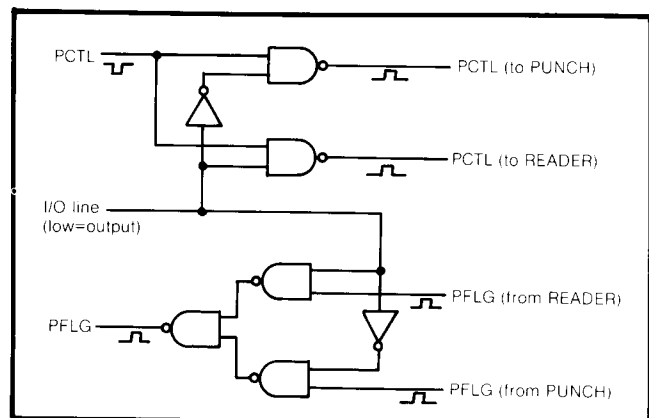 PCTL
PCTL (to PUNCH)
PCTL (to READER)
I/O line
(low=output)
PFLG (from READER)
PFLG
PFLG (from PUNCH)